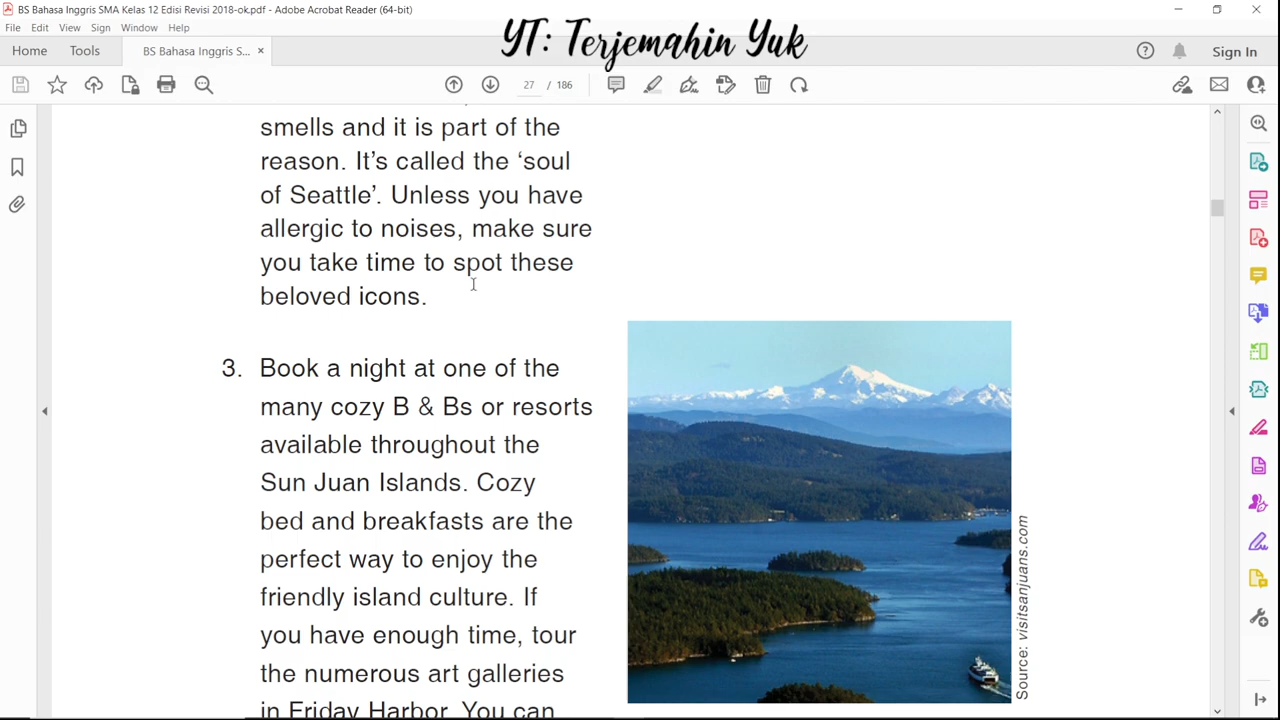 BS Bahasa Inggris SMA Kelas 12 Edisi Revisi 2018-ok.pdf - Adobe Acrobat Reader (64-bit)
File Edit View Sign Window Help
YT: Terjemahin Yuk
Home Tools BS Bahasa Inggris S... × Sign In
27 / 186
smells and it is part of the
reason. It's called the ‘soul
of Seattle’. Unless you have
allergic to noises, make sure
you take time to spot these
beloved icons.
3. Book a night at one of the
many cozy B & Bs or resorts
available throughout the
Sun Juan Islands. Cozy
bed and breakfasts are the
perfect way to enjoy the
friendly island culture. If
you have enough time, tour
the numerous art galleries
in Friday Harbor. You can
Source: visitsanjuans.com